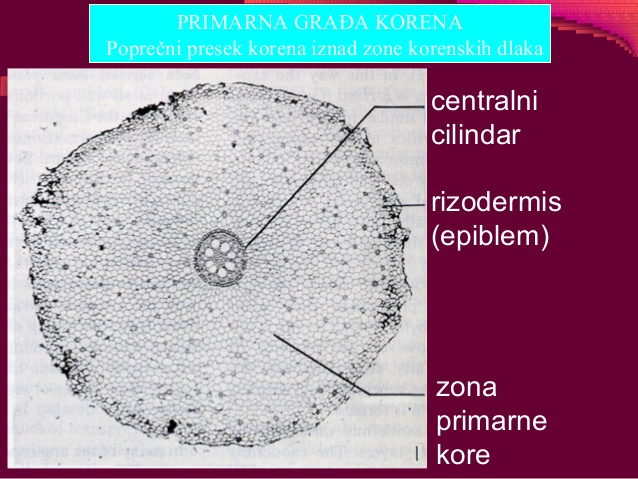 PRIMARNA GRAĐA KORENA
Poprečni presek korena iznad zone korenskih dlaka
centralni
cilindar
rizodermis
(epiblem)
zona
primarne
kore